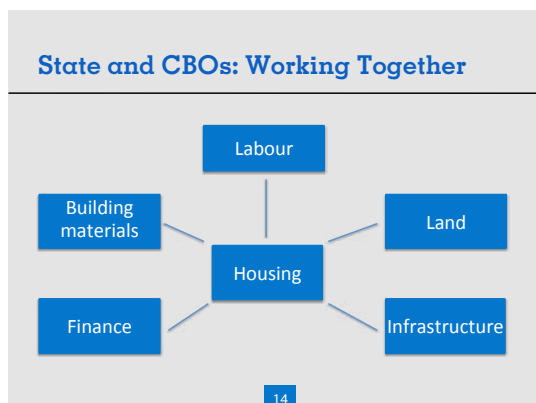 State and CBOs: Working Together
Labour
Building
materials
Land
Housing
Finance
Infrastructure
14